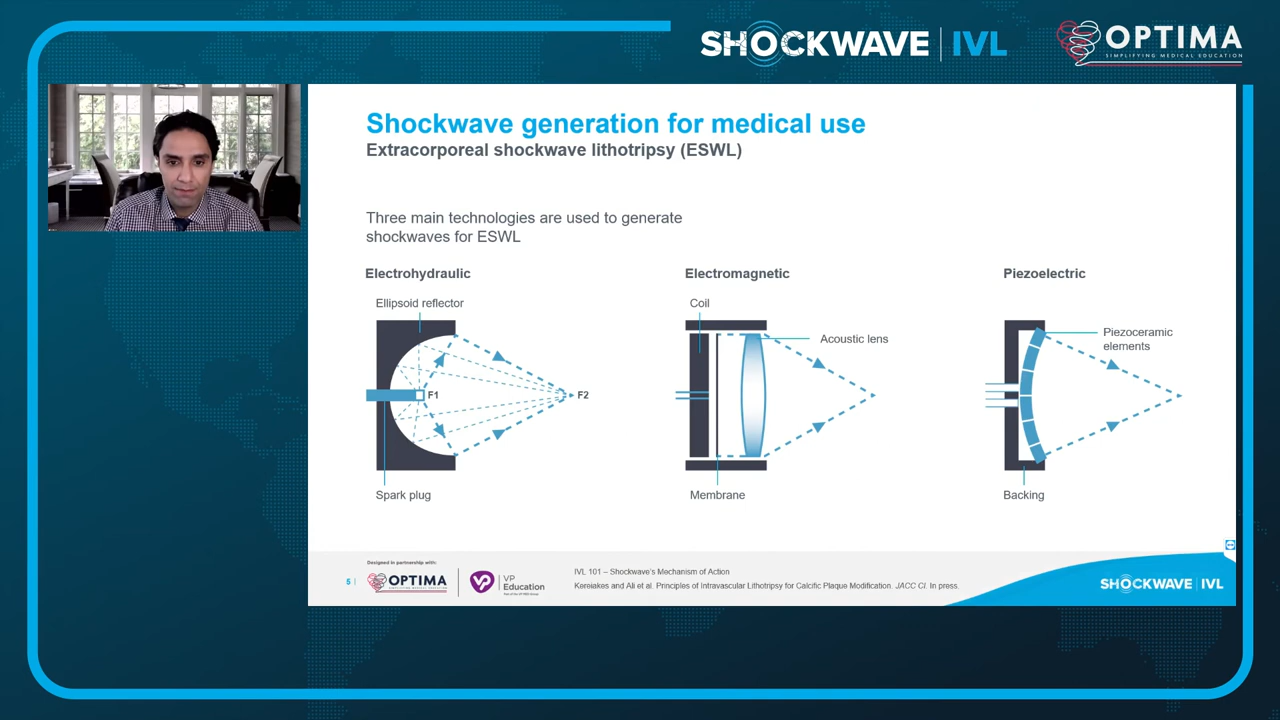 SHOCKWAVE | IVL
OPTIMA
SIMPLIFYING MEDICAL EDUCATION
Shockwave generation for medical use
Extracorporeal shockwave lithotripsy (ESWL)
Three main technologies are used to generate
shockwaves for ESWL
Electrohydraulic
Ellipsoid reflector
F1
F2
Spark plug
Electromagnetic
Coil
Acoustic lens
Membrane
Piezoelectric
Piezoceramic
elements
Backing
5 |
Designed in partnership with:
OPTIMA
VP
Education
IVL 101 – Shockwave's Mechanism of Action
Kereiakes and Ali et al. Principles of Intravascular Lithotripsy for Calcific Plaque Modification. JACC CI. In press.
SHOCKWAVE | IVL